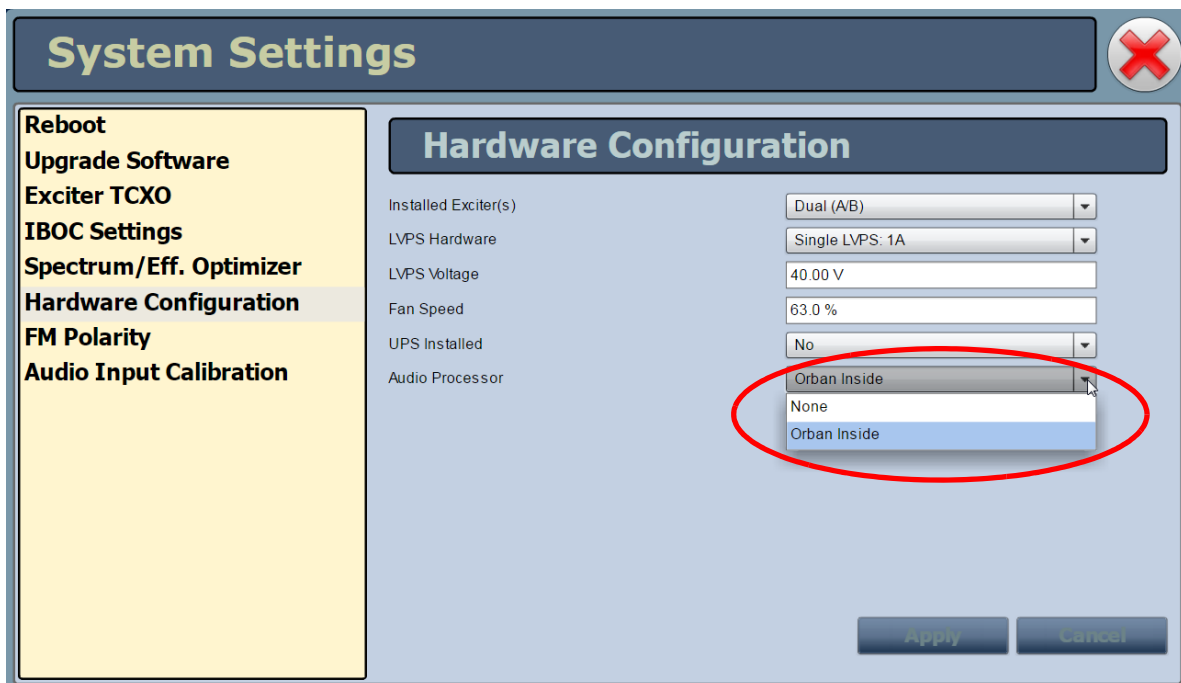 System Settings
Reboot
Upgrade Software
Exciter TCXO
IBOC Settings
Spectrum/Eff. Optimizer
Hardware Configuration
FM Polarity
Audio Input Calibration
Hardware Configuration
Installed Exciter(s) Dual (A/B)
LVPS Hardware Single LVPS: 1A
LVPS Voltage 40.00 V
Fan Speed 63.0 %
UPS Installed No
Audio Processor Orban Inside
None
Orban Inside
Apply Cancel